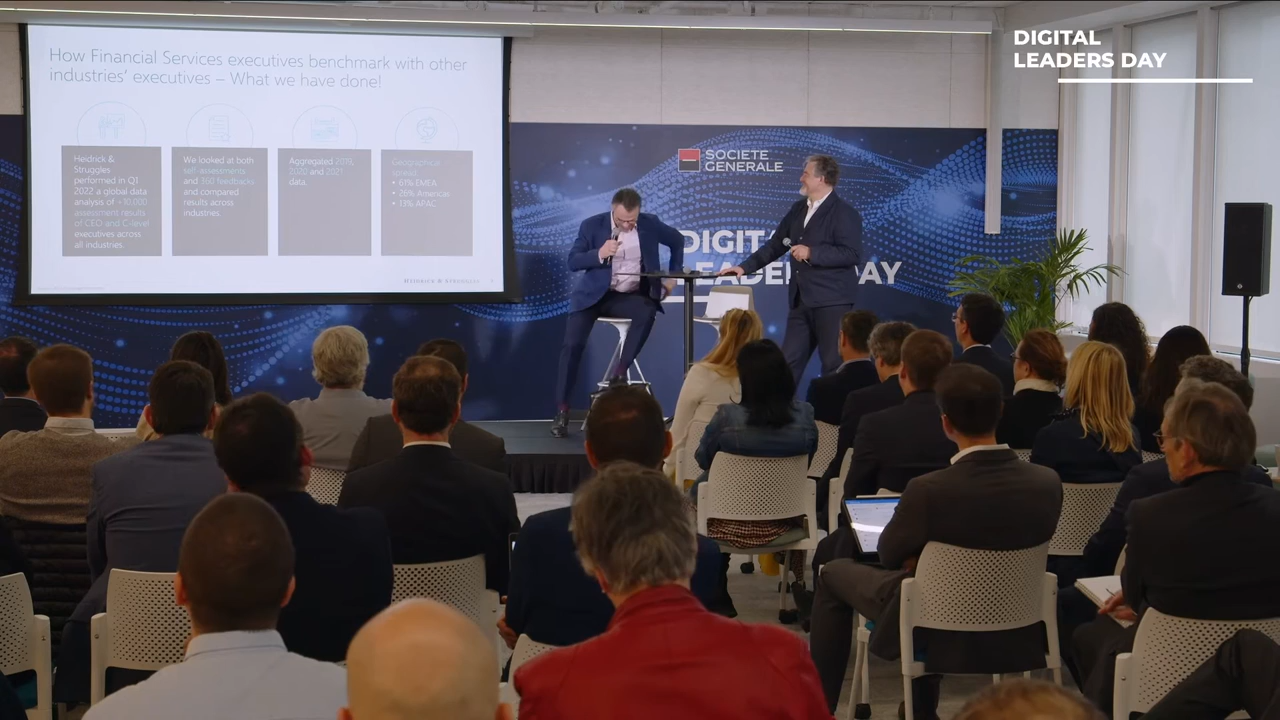 How Financial Services executives benchmark with other
industries' executives – What we have done!
Heidrick &
Struggles
performed in Q1
2022 a global data
analysis of +10.000
assessment results
of CEO and C-level
executives across
all industries.
We looked at both
self-assessments
and 360 feedbacks
and compared
results across
industries.
Aggregated 2019,
2020 and 2021
data.
Geographical
spread:
• 61% EMEA
• 26% Americas
• 13% APAC
HEIDRICK & STRUGGLES
SOCIETE
GENERALE
DIGIT
LEADE DAY
DIGITAL
LEADERS DAY